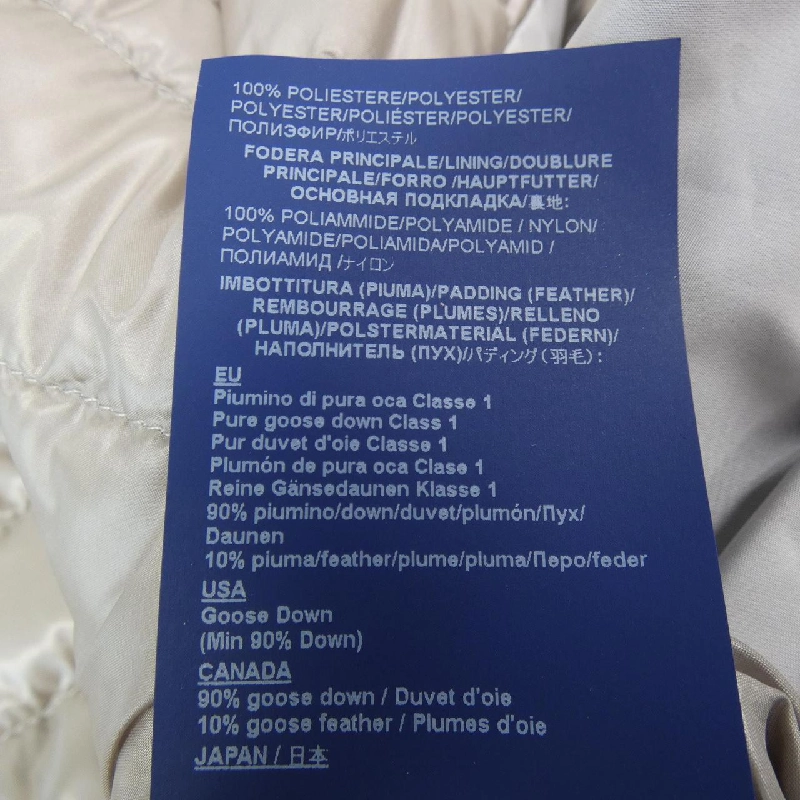 100% POLIESTERE/POLYESTER/
POLYESTER/POLIÉSTER/POLYESTER/
ПОЛИЭФИР/ポリエステル
FODERA PRINCIPALE/LINING/DOUBLURE
PRINCIPALE/FORRO /HAUPTFUTTER/
ОСНОВНАЯ ПОДКЛАДКА/裏地:
100% POLIAMMIDE/POLYAMIDE / NYLON/
POLYAMIDE/POLIAMIDA/POLYAMID /
ПОЛИАМИД /ナイロン
IMBOTTITURA (PIUMA)/PADDING (FEATHER)/
REMBOURRAGE (PLUMES)/RELLENO
(PLUMA)/POLSTERMATERIAL (FEDERN)/
НАПОЛНИТЕЛЬ (ПУХ)/パディング(羽毛):
EU
Piumino di pura oca Classe 1
Pure goose down Class 1
Pur duvet d'oie Classe 1
Plumón de pura oca Clase 1
Reine Gänsedaunen Klasse 1
90% piumino/down/duvet/plumón/Пух/
Daunen
10% piuma/feather/plume/pluma/Перо/feder
USA
Goose Down
(Min 90% Down)
CANADA
90% goose down / Duvet d'oie
10% goose feather / Plumes d'oie
JAPAN / 日本